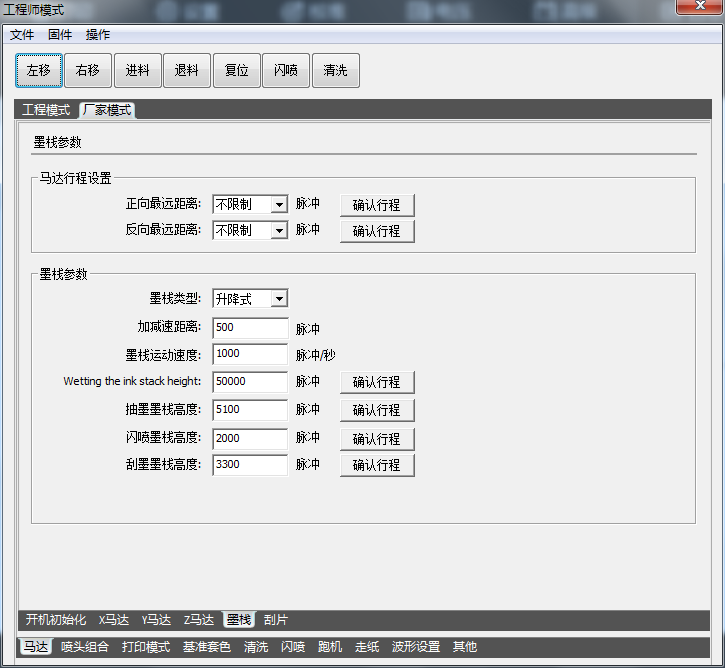 工程师模式
文件 固件 操作
左移 右移 进料 退料 复位 闪喷 清洗
工程模式 厂家模式
墨栈参数
马达行程设置
正向最远距离: 不限制 脉冲 确认行程
反向最远距离: 不限制 脉冲 确认行程
墨栈参数
墨栈类型: 升降式
加减速距离: 500 脉冲
墨栈运动速度: 1000 脉冲/秒
Wetting the ink stack height: 50000 脉冲 确认行程
抽墨墨栈高度: 5100 脉冲 确认行程
闪喷墨栈高度: 2000 脉冲 确认行程
刮墨墨栈高度: 3300 脉冲 确认行程
开机初始化 X马达 Y马达 Z马达 墨栈 刮片
马达 喷头组合 打印模式 基准套色 清洗 闪喷 跑机 走纸 波形设置 其他